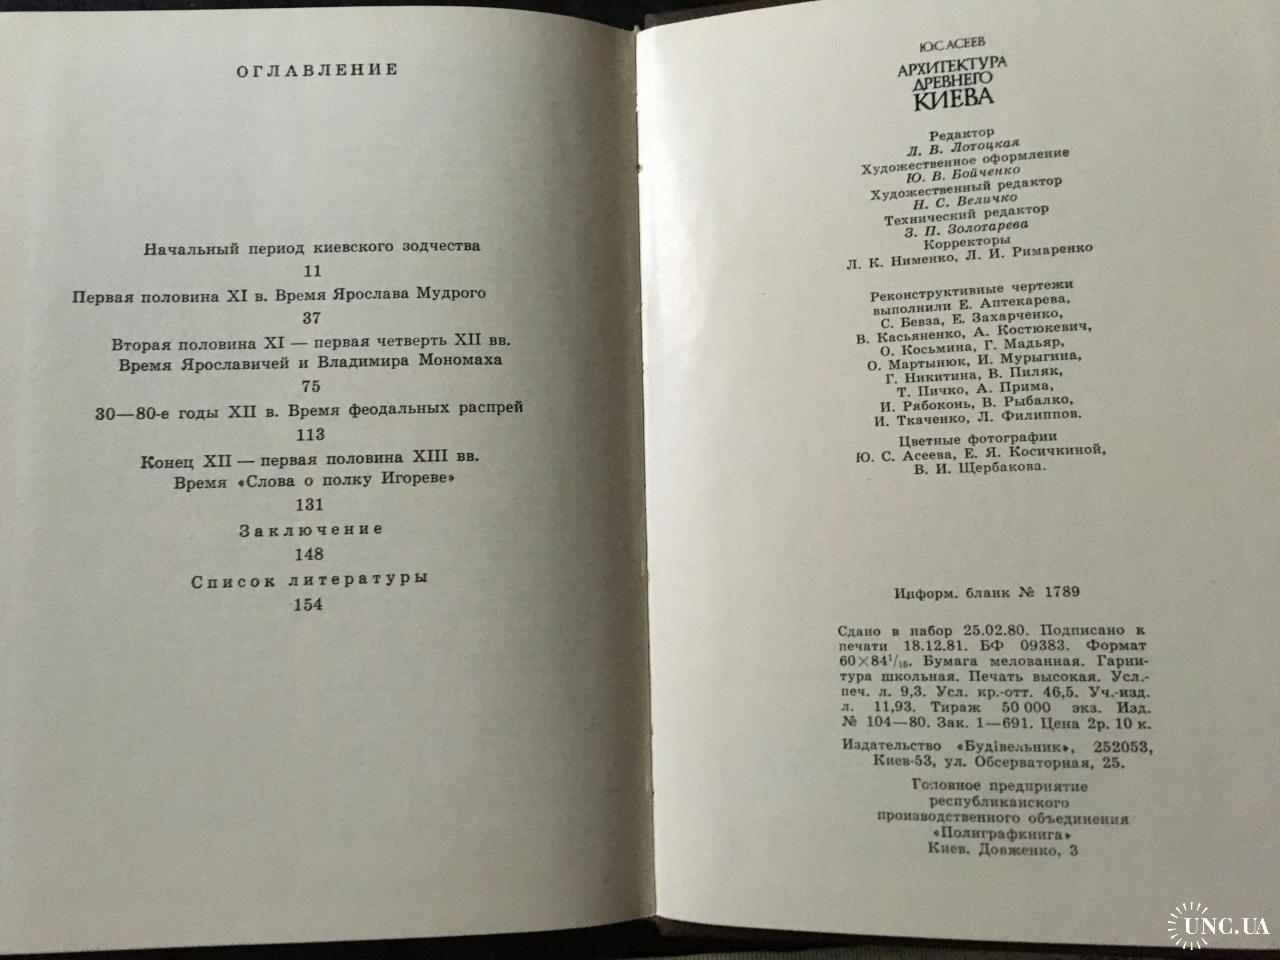 ОГЛАВЛЕНИЕ
Начальный период киевского зодчества
11
Первая половина XI в. Время Ярослава Мудрого
37
Вторая половина XI — первая четверть XII вв.
Время Ярославичей и Владимира Мономаха
75
30—80-е годы XII в. Время феодальных распрей
113
Конец XII — первая половина XIII вв.
Время «Слова о полку Игореве»
131
Заключение
148
Список литературы
154
Ю.С.АСЕЕВ
АРХИТЕКТУРА
ДРЕВНЕГО
КИЕВА
Редактор
Л. В. Лотоцкая
Художественное оформление
Ю. В. Бойченко
Художественный редактор
Н. С. Величко
Технический редактор
З. П. Золотарева
Корректоры
Л. К. Нименко, Л. И. Римаренко
Реконструктивные чертежи
выполнили Е. Аптекарева,
С. Бевза, Е. Захарченко,
В. Касьяненко, А. Костюкевич,
О. Косьмина, Г. Мадьяр,
О. Мартынюк, И. Мурыгина,
Г. Никитина, В. Пиляк,
Т. Пичко, А. Прима,
И. Рябоконь, В. Рыбалко,
И. Ткаченко, Л. Филиппов.
Цветные фотографии
Ю. С. Асеева, Е. Я. Косичкиной,
В. И. Щербакова.
Информ. бланк № 1789
Сдано в набор 25.02.80. Подписано к
печати 18.12.81. БФ 09383. Формат
60×84¹/₁₆. Бумага мелованная. Гарни-
тура школьная. Печать высокая. Усл.-
печ. л. 9,3. Усл. кр.-отт. 46,5. Уч.-изд.
л. 11,93. Тираж 50 000 экз. Изд.
№ 104—80. Зак. 1—691. Цена 2р. 10 к.
Издательство «Будівельник», 252053,
Киев-53, ул. Обсерваторная, 25.
Головное предприятие
республиканского
производственного объединения
«Полиграфкнига»
Киев. Довженко, 3
UNC.UA